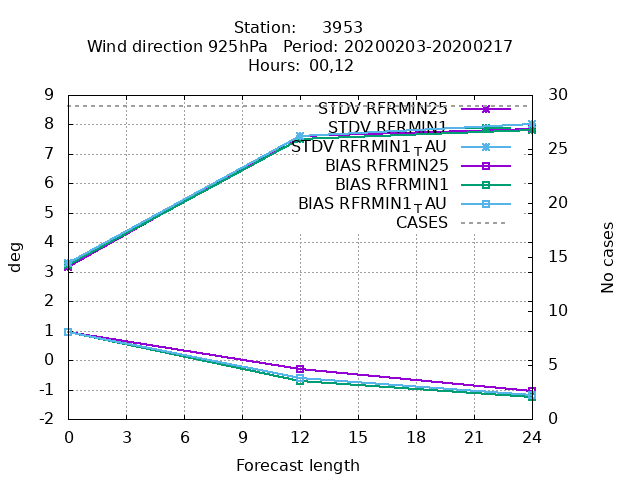 Station: 3953
Wind direction 925hPa Period: 20200203-20200217
Hours: 00,12
9
8
7
6
5
4
3
2
1
0
-1
-2
deg
30
25
20
15
10
5
0
No cases
STDV RFRMIN25
STDV RFRMIN1
STDV RFRMIN1TAU
BIAS RFRMIN25
BIAS RFRMIN1
BIAS RFRMIN1TAU
CASES
0 3 6 9 12 15 18 21 24
Forecast length